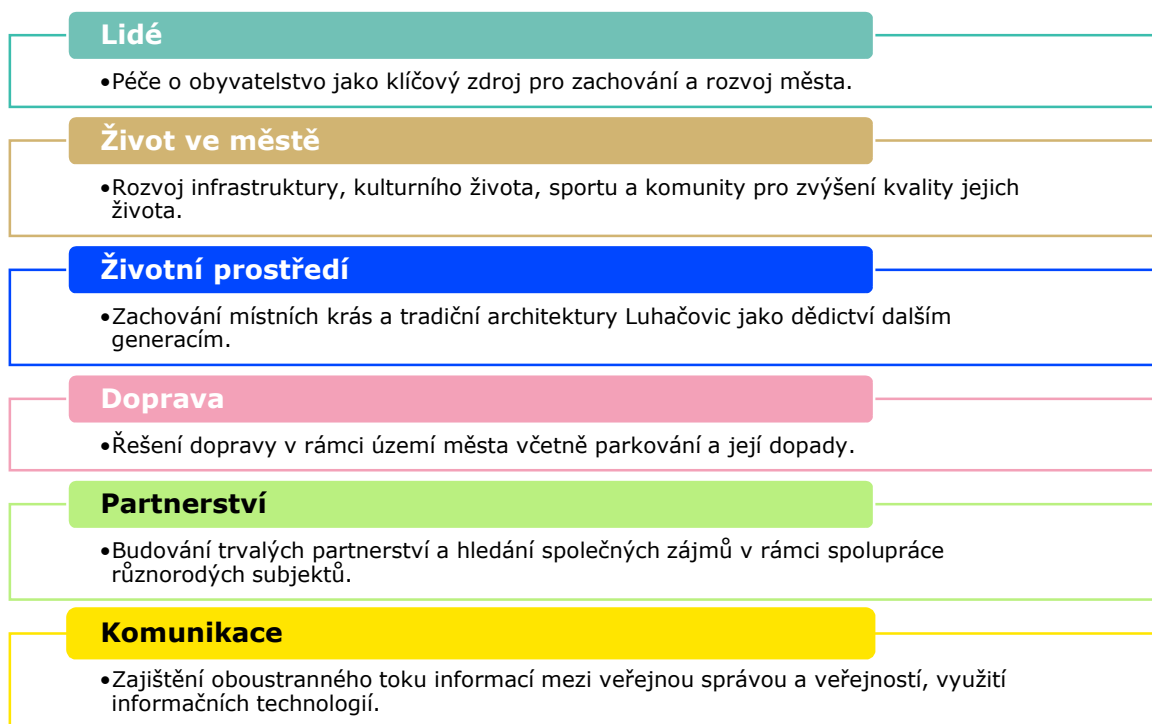 Lidé
•Péče o obyvatelstvo jako klíčový zdroj pro zachování a rozvoj města.
Život ve městě
•Rozvoj infrastruktury, kulturního života, sportu a komunity pro zvýšení kvality jejich
života.
Životní prostředí
•Zachování místních krás a tradiční architektury Luhačovic jako dědictví dalším
generacím.
Doprava
•Řešení dopravy v rámci území města včetně parkování a její dopady.
Partnerství
•Budování trvalých partnerství a hledání společných zájmů v rámci spolupráce
různorodých subjektů.
Komunikace
•Zajištění oboustranného toku informací mezi veřejnou správou a veřejností, využití
informačních technologií.